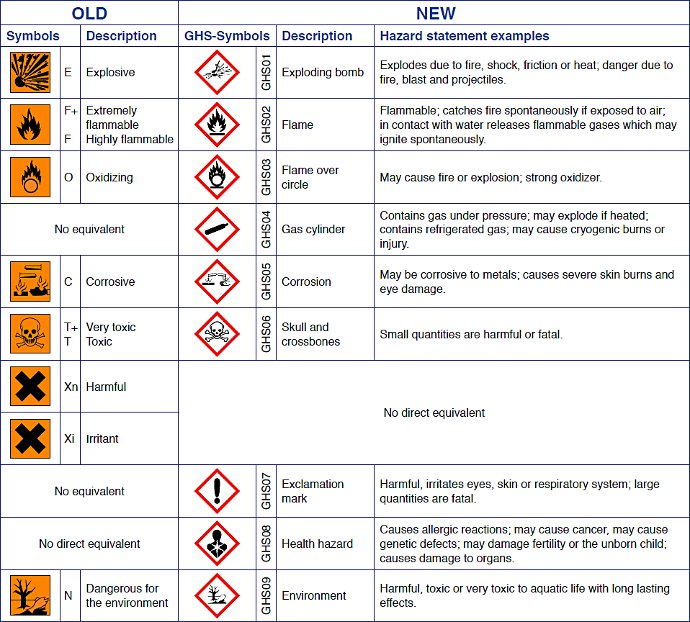 OLD
NEW
Symbols
Description
GHS-Symbols
Description
Hazard statement examples
E
Explosive
GHS01
Exploding bomb
Explodes due to fire, shock, friction or heat; danger due to
fire, blast and projectiles.
F+
F
Extremely
flammable
Highly flammable
GHS02
Flame
Flammable; catches fire spontaneously if exposed to air;
in contact with water releases flammable gases which may
ignite spontaneously.
O
Oxidizing
GHS03
Flame over
circle
May cause fire or explosion; strong oxidizer.
No equivalent
GHS04
Gas cylinder
Contains gas under pressure; may explode if heated;
contains refrigerated gas; may cause cryogenic burns or
injury.
C
Corrosive
GHS05
Corrosion
May be corrosive to metals; causes severe skin burns and
eye damage.
T+
T
Very toxic
Toxic
GHS06
Skull and
crossbones
Small quantities are harmful or fatal.
Xn
Harmful
Xi
Irritant
No direct equivalent
No equivalent
GHS07
Exclamation
mark
Harmful, irritates eyes, skin or respiratory system; large
quantities are fatal.
No direct equivalent
GHS08
Health hazard
Causes allergic reactions; may cause cancer, may cause
genetic defects; may damage fertility or the unborn child;
causes damage to organs.
N
Dangerous for
the environment
GHS09
Environment
Harmful, toxic or very toxic to aquatic life with long lasting
effects.